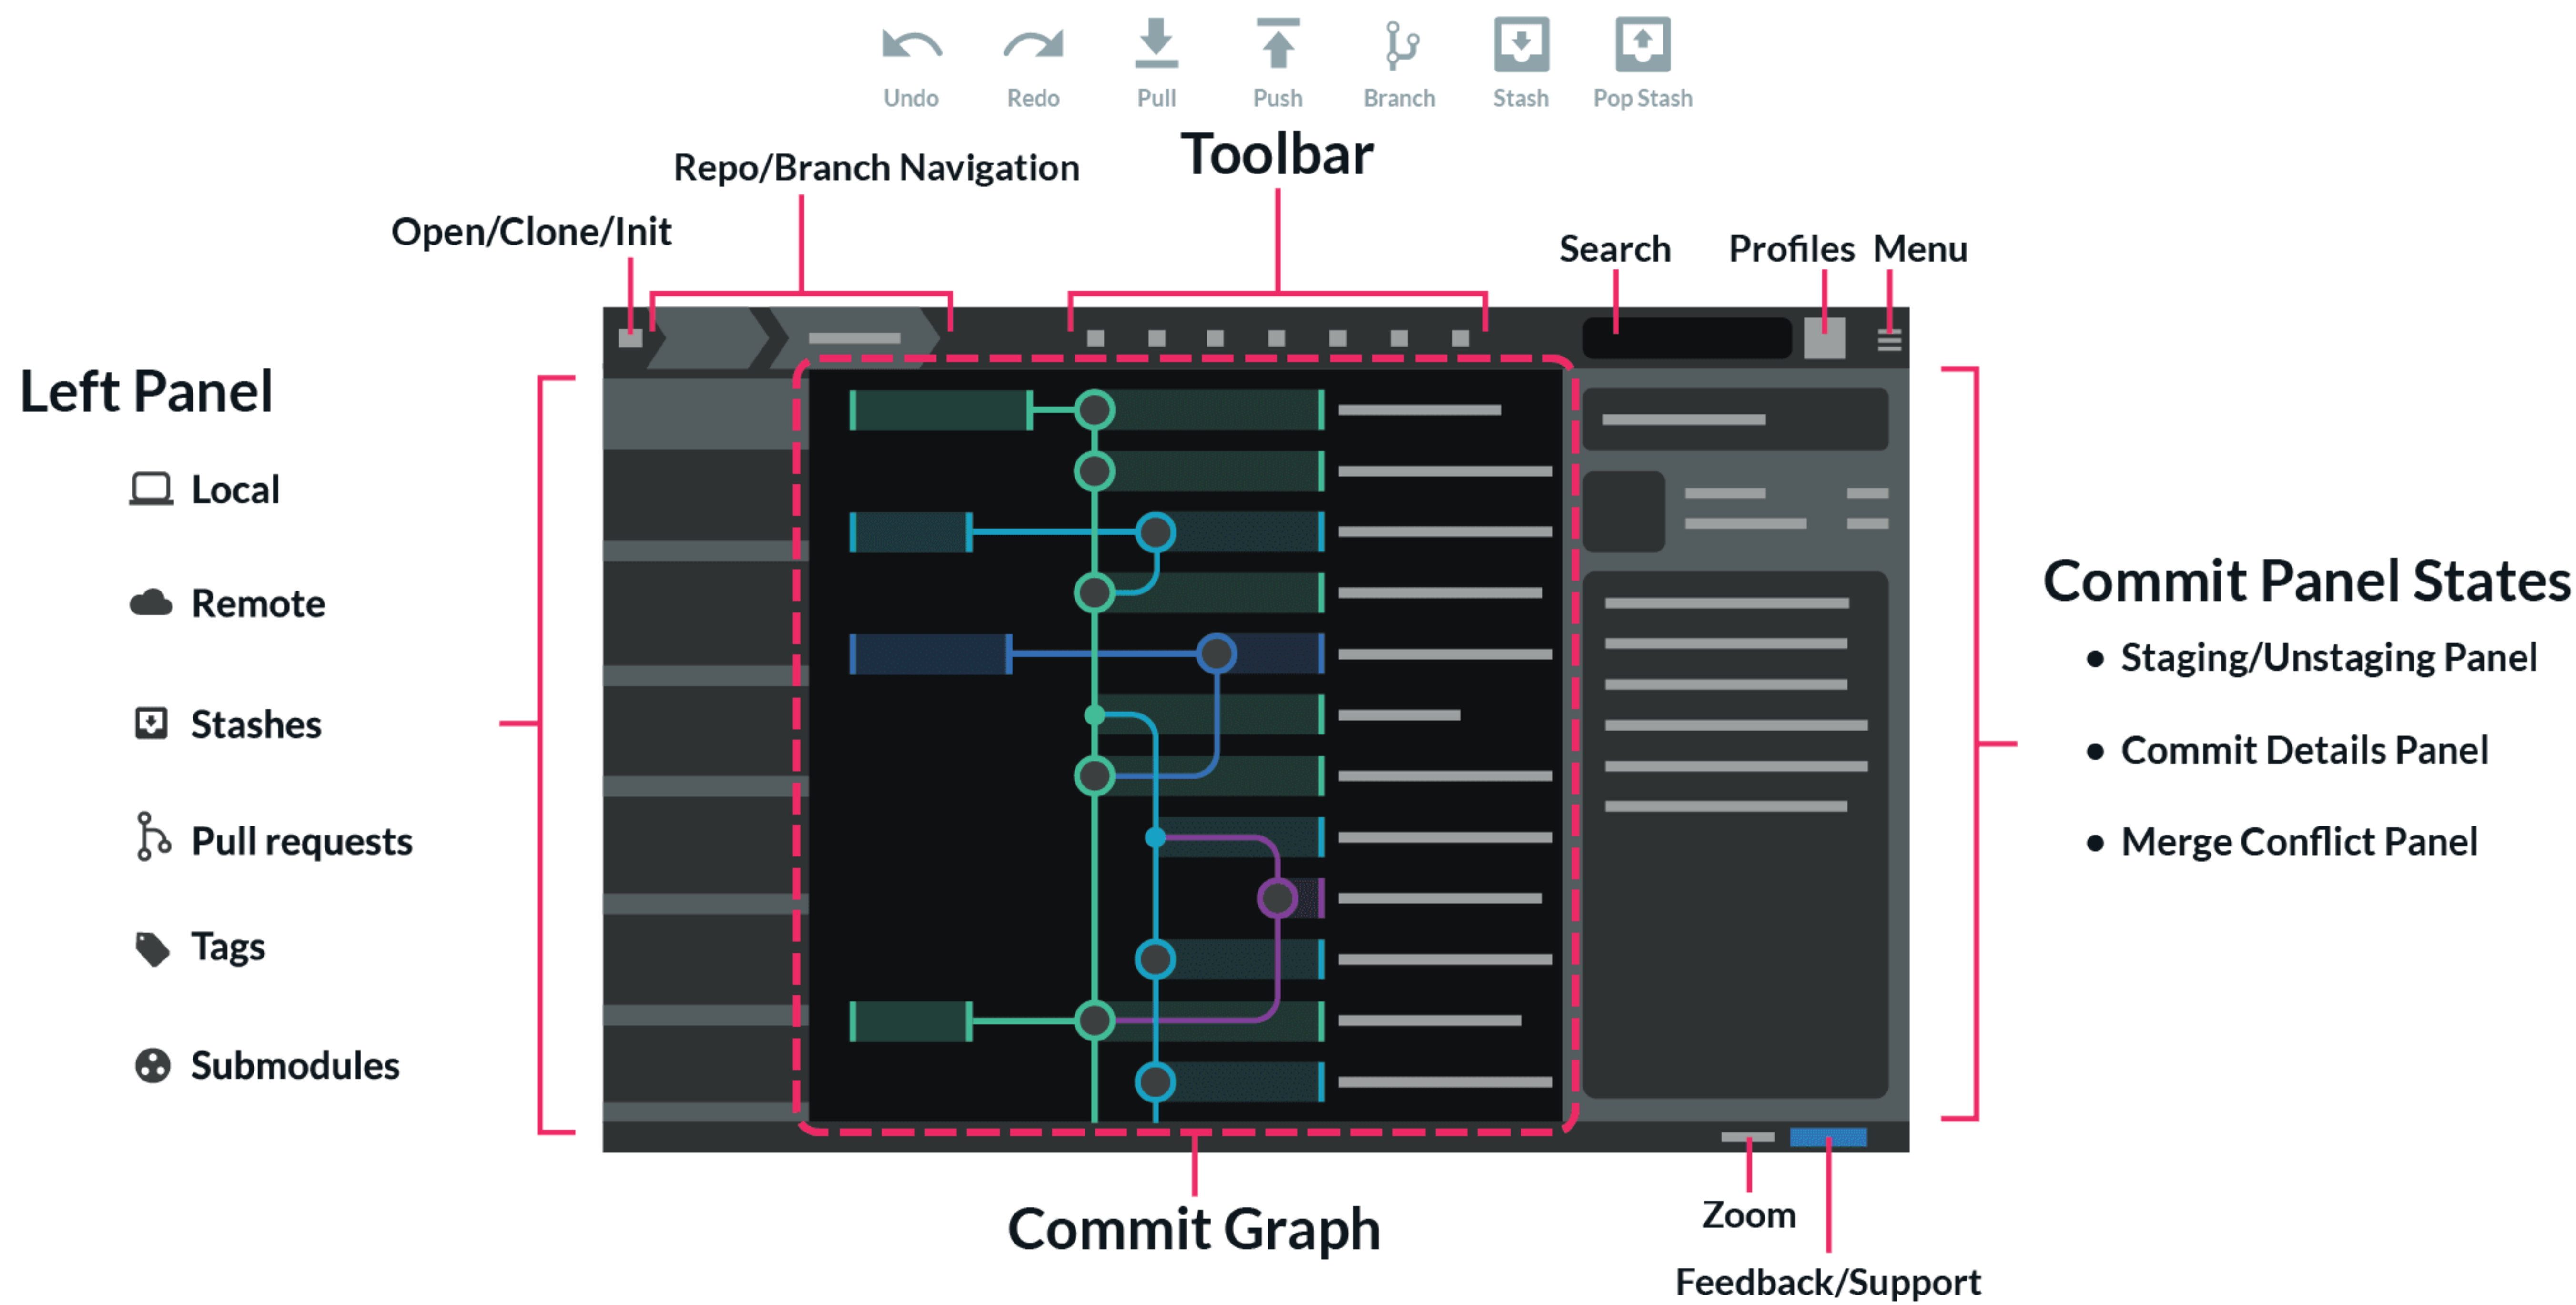 Undo
Redo
Pull
Push
Branch
Stash
Pop Stash
Toolbar
Repo/Branch Navigation
Open/Clone/Init
Search
Profiles
Menu
Left Panel
Local
Remote
Stashes
Pull requests
Tags
Submodules
Commit Panel States
• Staging/Unstaging Panel
• Commit Details Panel
• Merge Conflict Panel
Commit Graph
Zoom
Feedback/Support